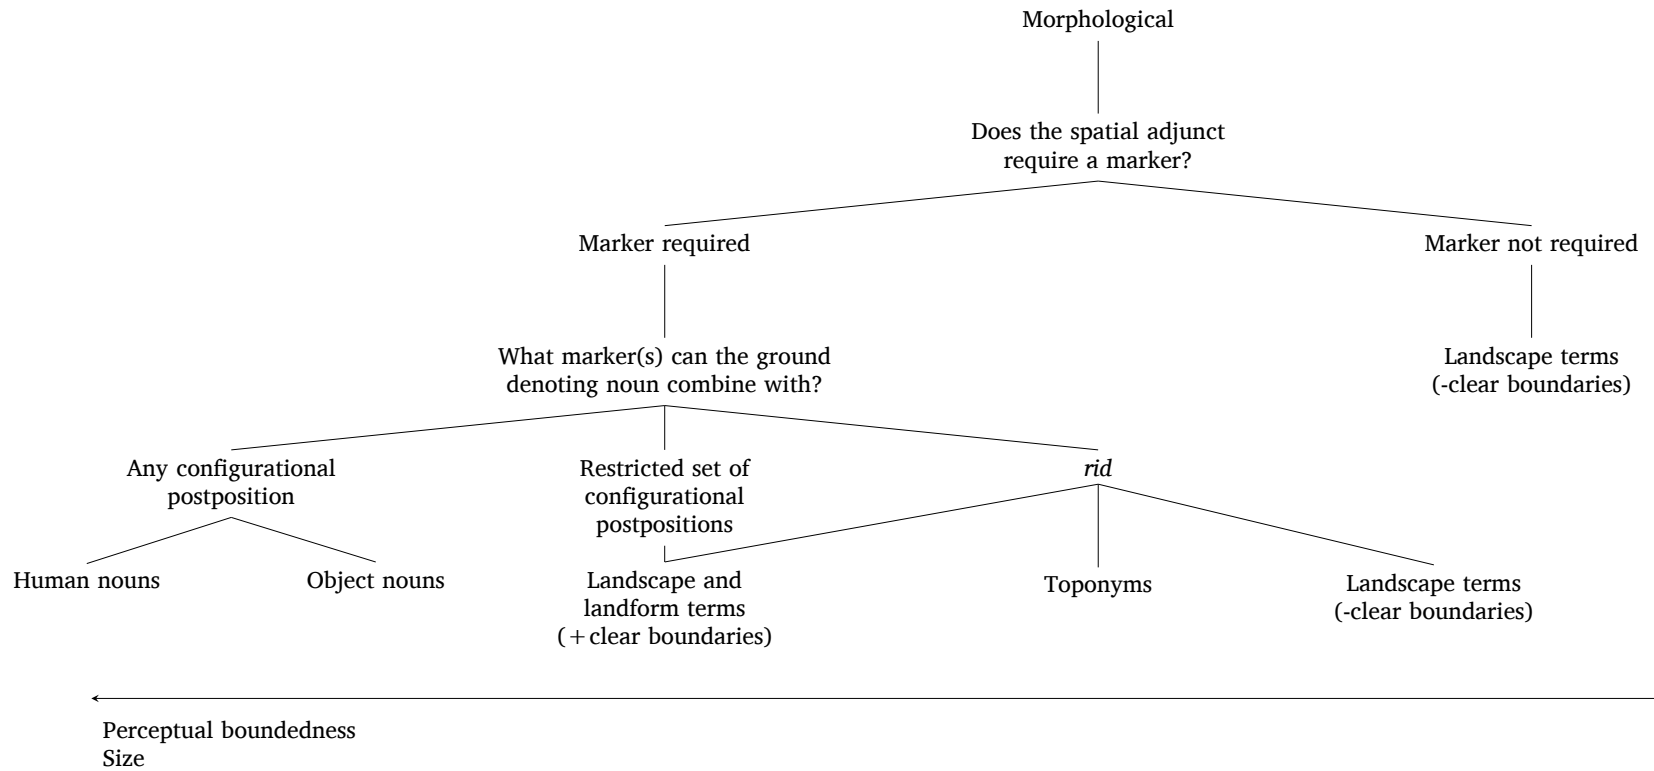 Morphological
Does the spatial adjunct
require a marker?
Marker required
Marker not required
What marker(s) can the ground
denoting noun combine with?
Landscape terms
(-clear boundaries)
Any configurational
postposition
Restricted set of
configurational
postpositions
rid
Human nouns
Object nouns
Landscape and
landform terms
(+clear boundaries)
Toponyms
Landscape terms
(-clear boundaries)
Perceptual boundedness
Size